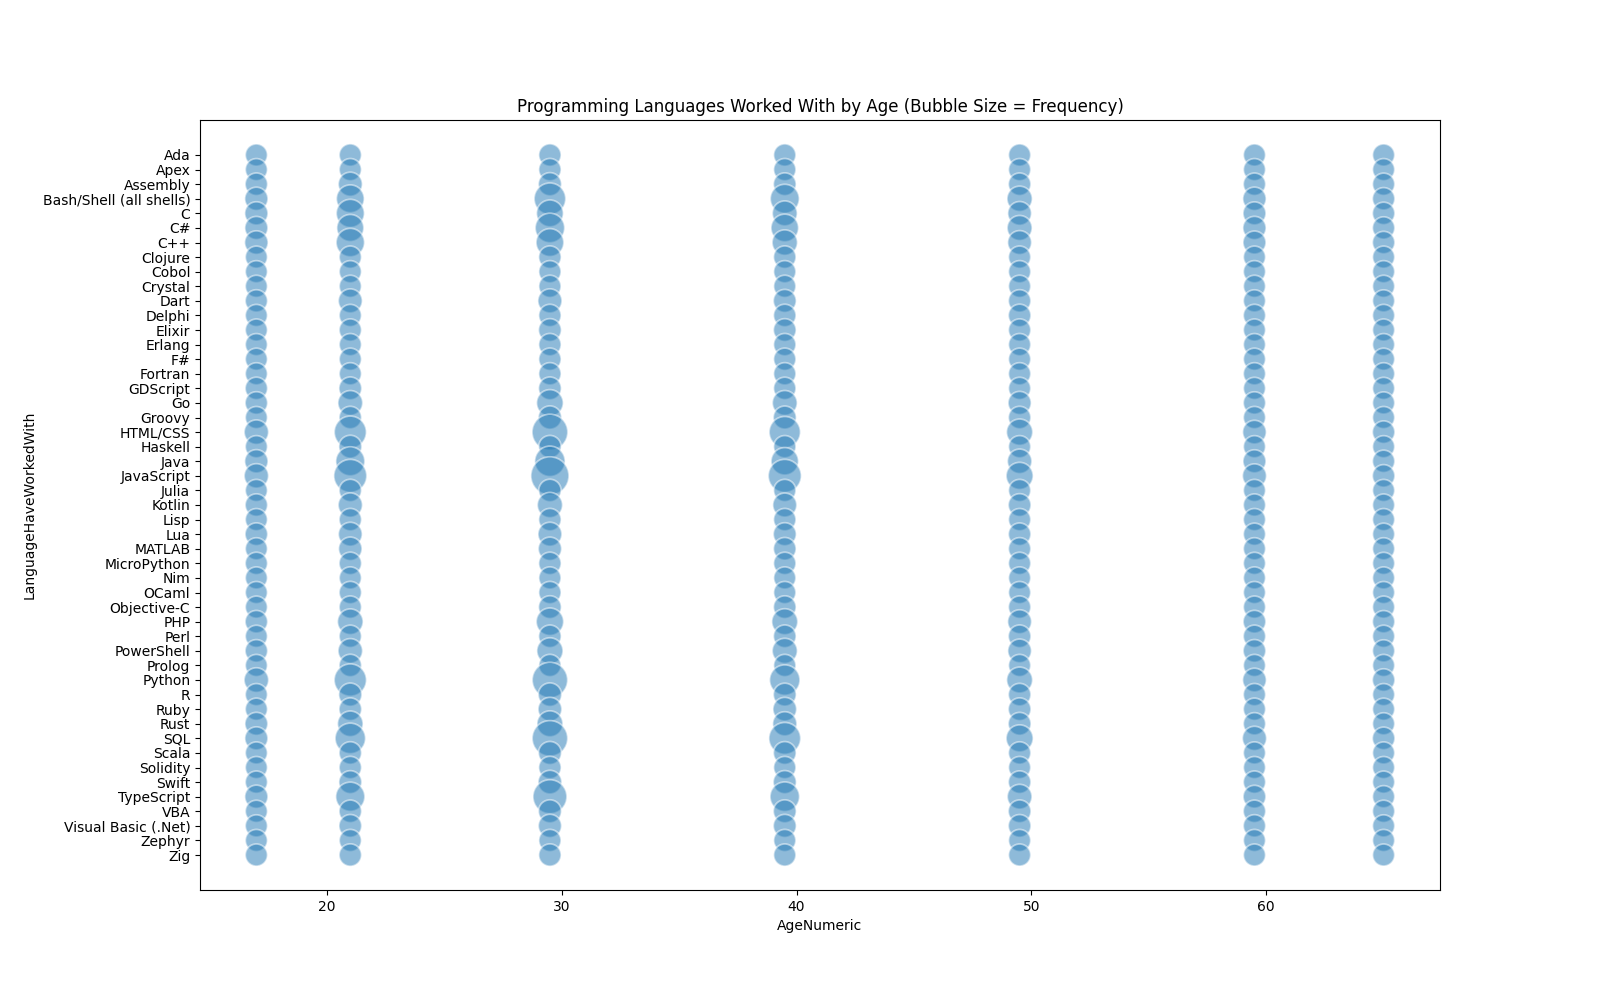 Programming Languages Worked With by Age (Bubble Size = Frequency)
Ada
Apex
Assembly
Bash/Shell (all shells)
C
C#
C++
Clojure
Cobol
Crystal
Dart
Delphi
Elixir
Erlang
F#
Fortran
GDScript
Go
Groovy
HTML/CSS
Haskell
Java
JavaScript
Julia
Kotlin
Lisp
Lua
MATLAB
MicroPython
Nim
OCaml
Objective-C
PHP
Perl
PowerShell
Prolog
Python
R
Ruby
Rust
SQL
Scala
Solidity
Swift
TypeScript
VBA
Visual Basic (.Net)
Zephyr
Zig
LanguageHaveWorkedWith
20 30 40 50 60
AgeNumeric